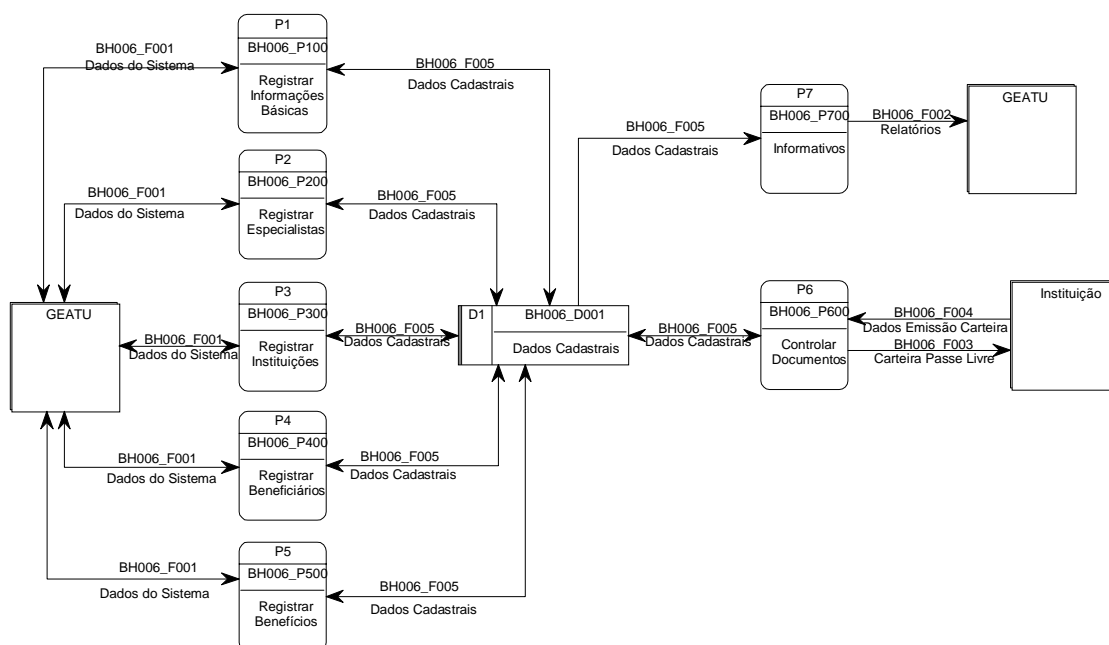 P1
BH006_P100
Registrar
Informações
Básicas
BH006_F001
Dados do Sistema
BH006_F005
Dados Cadastrais
P2
BH006_P200
Registrar
Especialistas
BH006_F001
Dados do Sistema
BH006_F005
Dados Cadastrais
GEATU
P3
BH006_P300
Registrar
Instituições
BH006_F001
Dados do Sistema
BH006_F005
Dados Cadastrais
P4
BH006_P400
Registrar
Beneficiários
BH006_F001
Dados do Sistema
BH006_F005
Dados Cadastrais
P5
BH006_P500
Registrar
Benefícios
BH006_F001
Dados do Sistema
BH006_F005
Dados Cadastrais
D1
BH006_D001
Dados Cadastrais
BH006_F005
Dados Cadastrais
P7
BH006_P700
Informativos
BH006_F002
Relatórios
GEATU
BH006_F005
Dados Cadastrais
P6
BH006_P600
Controlar
Documentos
BH006_F004
Dados Emissão Carteira
BH006_F003
Carteira Passe Livre
Instituição